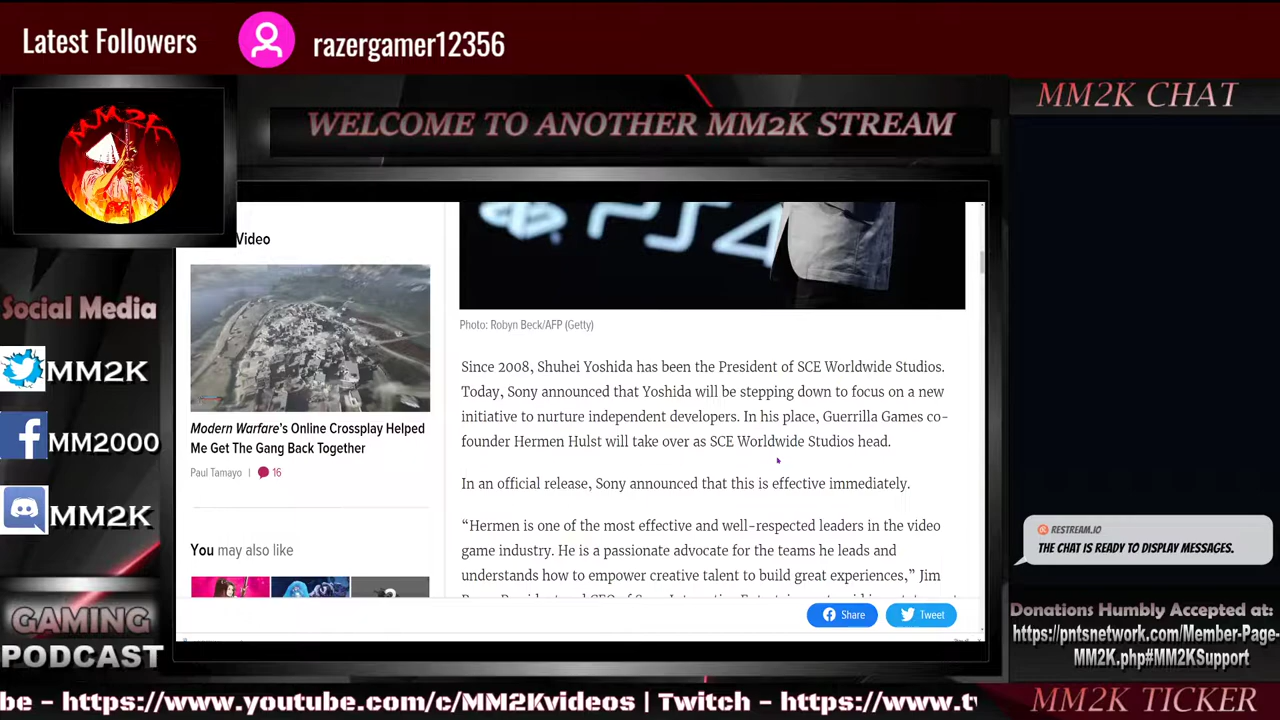 Latest Followers
razergamer12356
MM2K
WELCOME TO ANOTHER MM2K STREAM
MM2K CHAT
Video
PS4
Modern Warfare's Online Crossplay Helped
Me Get The Gang Back Together
Paul Tamayo | 16
You may also like
Photo: Robyn Beck/AFP (Getty)
Since 2008, Shuhei Yoshida has been the President of SCE Worldwide Studios.
Today, Sony announced that Yoshida will be stepping down to focus on a new
initiative to nurture independent developers. In his place, Guerrilla Games co-
founder Hermen Hulst will take over as SCE Worldwide Studios head.
In an official release, Sony announced that this is effective immediately.
“Hermen is one of the most effective and well-respected leaders in the video
game industry. He is a passionate advocate for the teams he leads and
understands how to empower creative talent to build great experiences,” Jim
Share
Tweet
Social Media
MM2K
MM2000
MM2K
GAMING
PODCAST
RESTREAM.IO
THE CHAT IS READY TO DISPLAY MESSAGES.
Donations Humbly Accepted at:
https://pntsnetwork.com/Member-Page-
MM2K.php#MM2KSupport
be - https://www.youtube.com/c/MM2Kvideos | Twitch - https://www.tv
MM2K TICKER